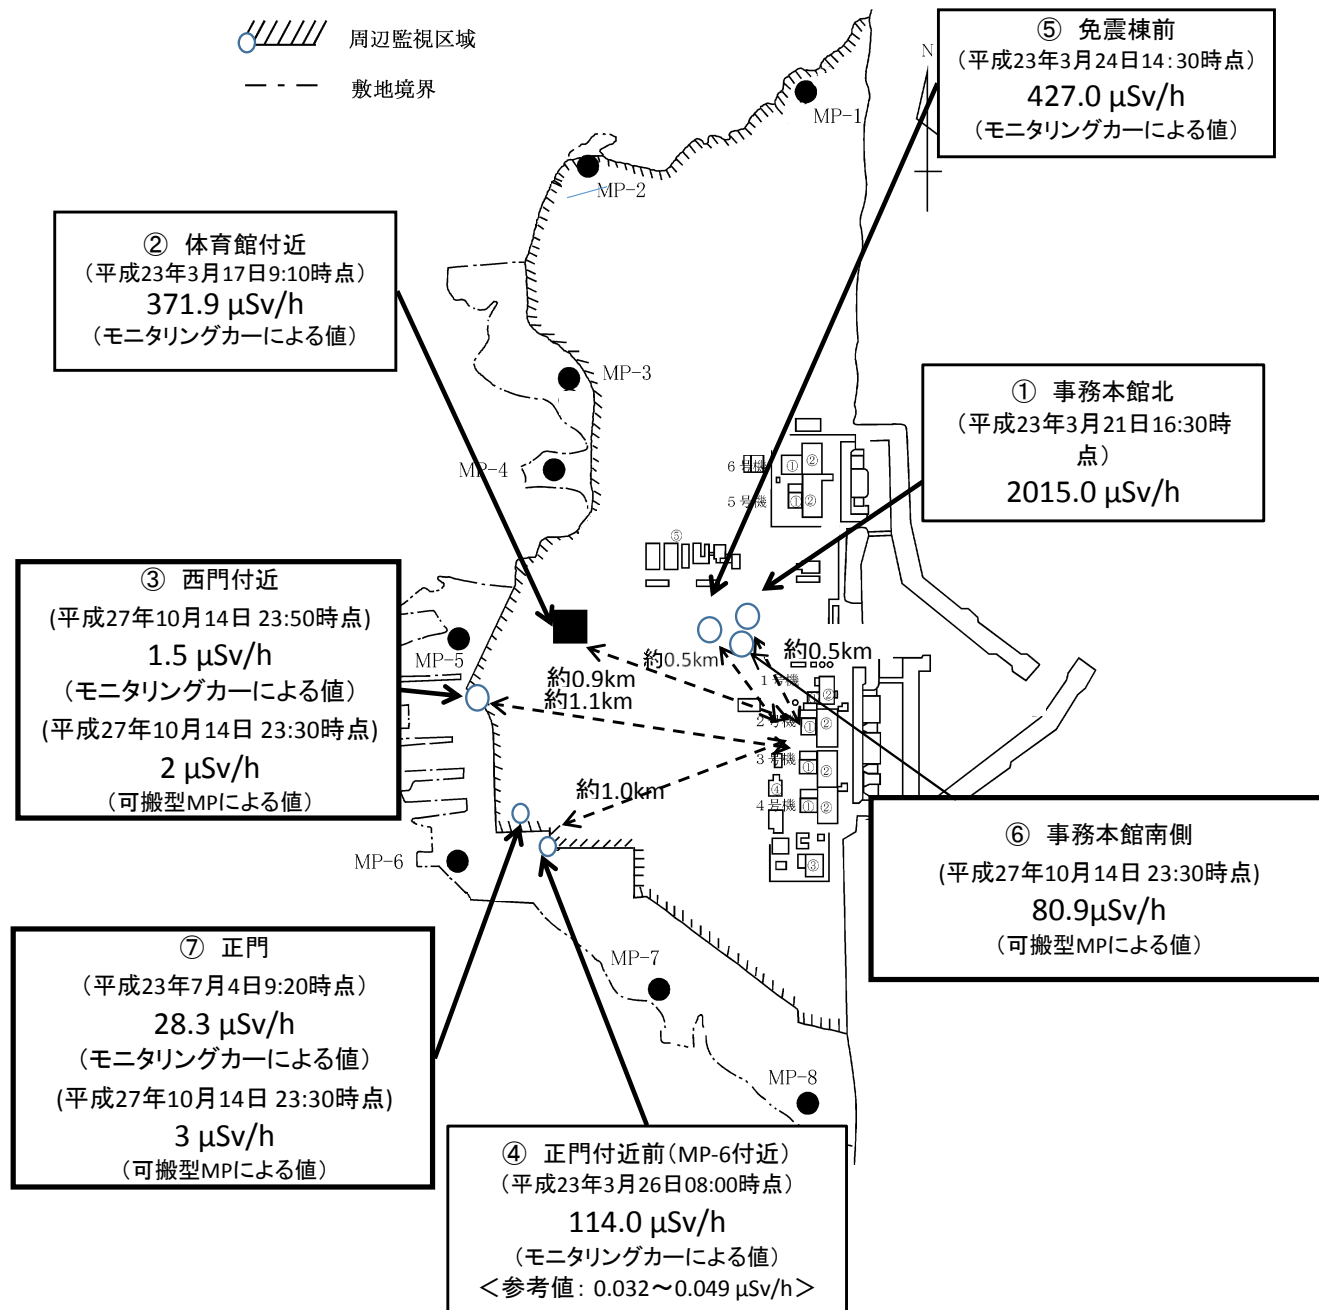 周辺監視区域
敷地境界
⑤ 免震棟前
(平成23年3月24日14:30時点)
427.0 μSv/h
(モニタリングカーによる値)
N
MP-1
MP-2
② 体育館付近
(平成23年3月17日9:10時点)
371.9 μSv/h
(モニタリングカーによる値)
MP-3
① 事務本館北
(平成23年3月21日16:30時
点)
2015.0 μSv/h
MP-4
6号機
① ②
5号機
① ②
⑤
③ 西門付近
(平成27年10月14日 23:50時点)
1.5 μSv/h
(モニタリングカーによる値)
(平成27年10月14日 23:30時点)
2 μSv/h
(可搬型MPによる値)
MP-5
約0.5km
約0.5km
約0.9km
約1.1km
1号機
②
2号機
① ②
3号機
① ②
④
4号機
① ②
③
約1.0km
MP-6
⑥ 事務本館南側
(平成27年10月14日 23:30時点)
80.9μSv/h
(可搬型MPによる値)
⑦ 正門
(平成23年7月4日9:20時点)
28.3 μSv/h
(モニタリングカーによる値)
(平成27年10月14日 23:30時点)
3 μSv/h
(可搬型MPによる値)
MP-7
MP-8
④ 正門付近前(MP-6付近)
(平成23年3月26日08:00時点)
114.0 μSv/h
(モニタリングカーによる値)
<参考値: 0.032～0.049 μSv/h>